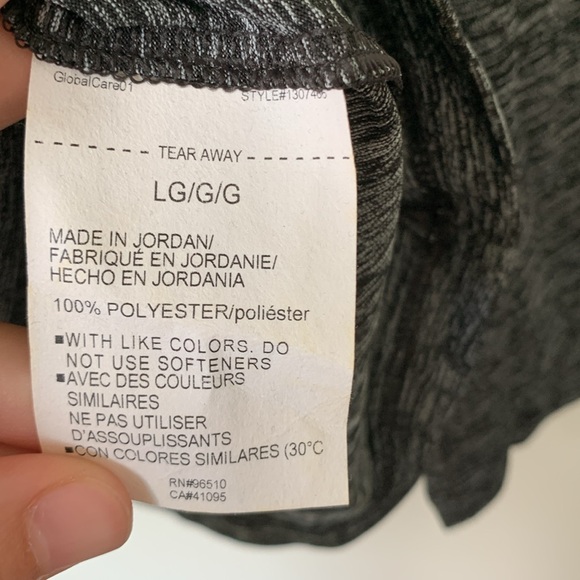 GlobalCare01
STYLE#1307465
- - - - - - TEAR AWAY - - - - - - -
LG/G/G
MADE IN JORDAN/
FABRIQUÉ EN JORDANIE/
HECHO EN JORDANIA
100% POLYESTER/poliéster
■WITH LIKE COLORS. DO
NOT USE SOFTENERS
■AVEC DES COULEURS
SIMILAIRES
NE PAS UTILISER
D'ASSOUPLISSANTS
■CON COLORES SIMILARES (30°C
RN#96510
CA#41095